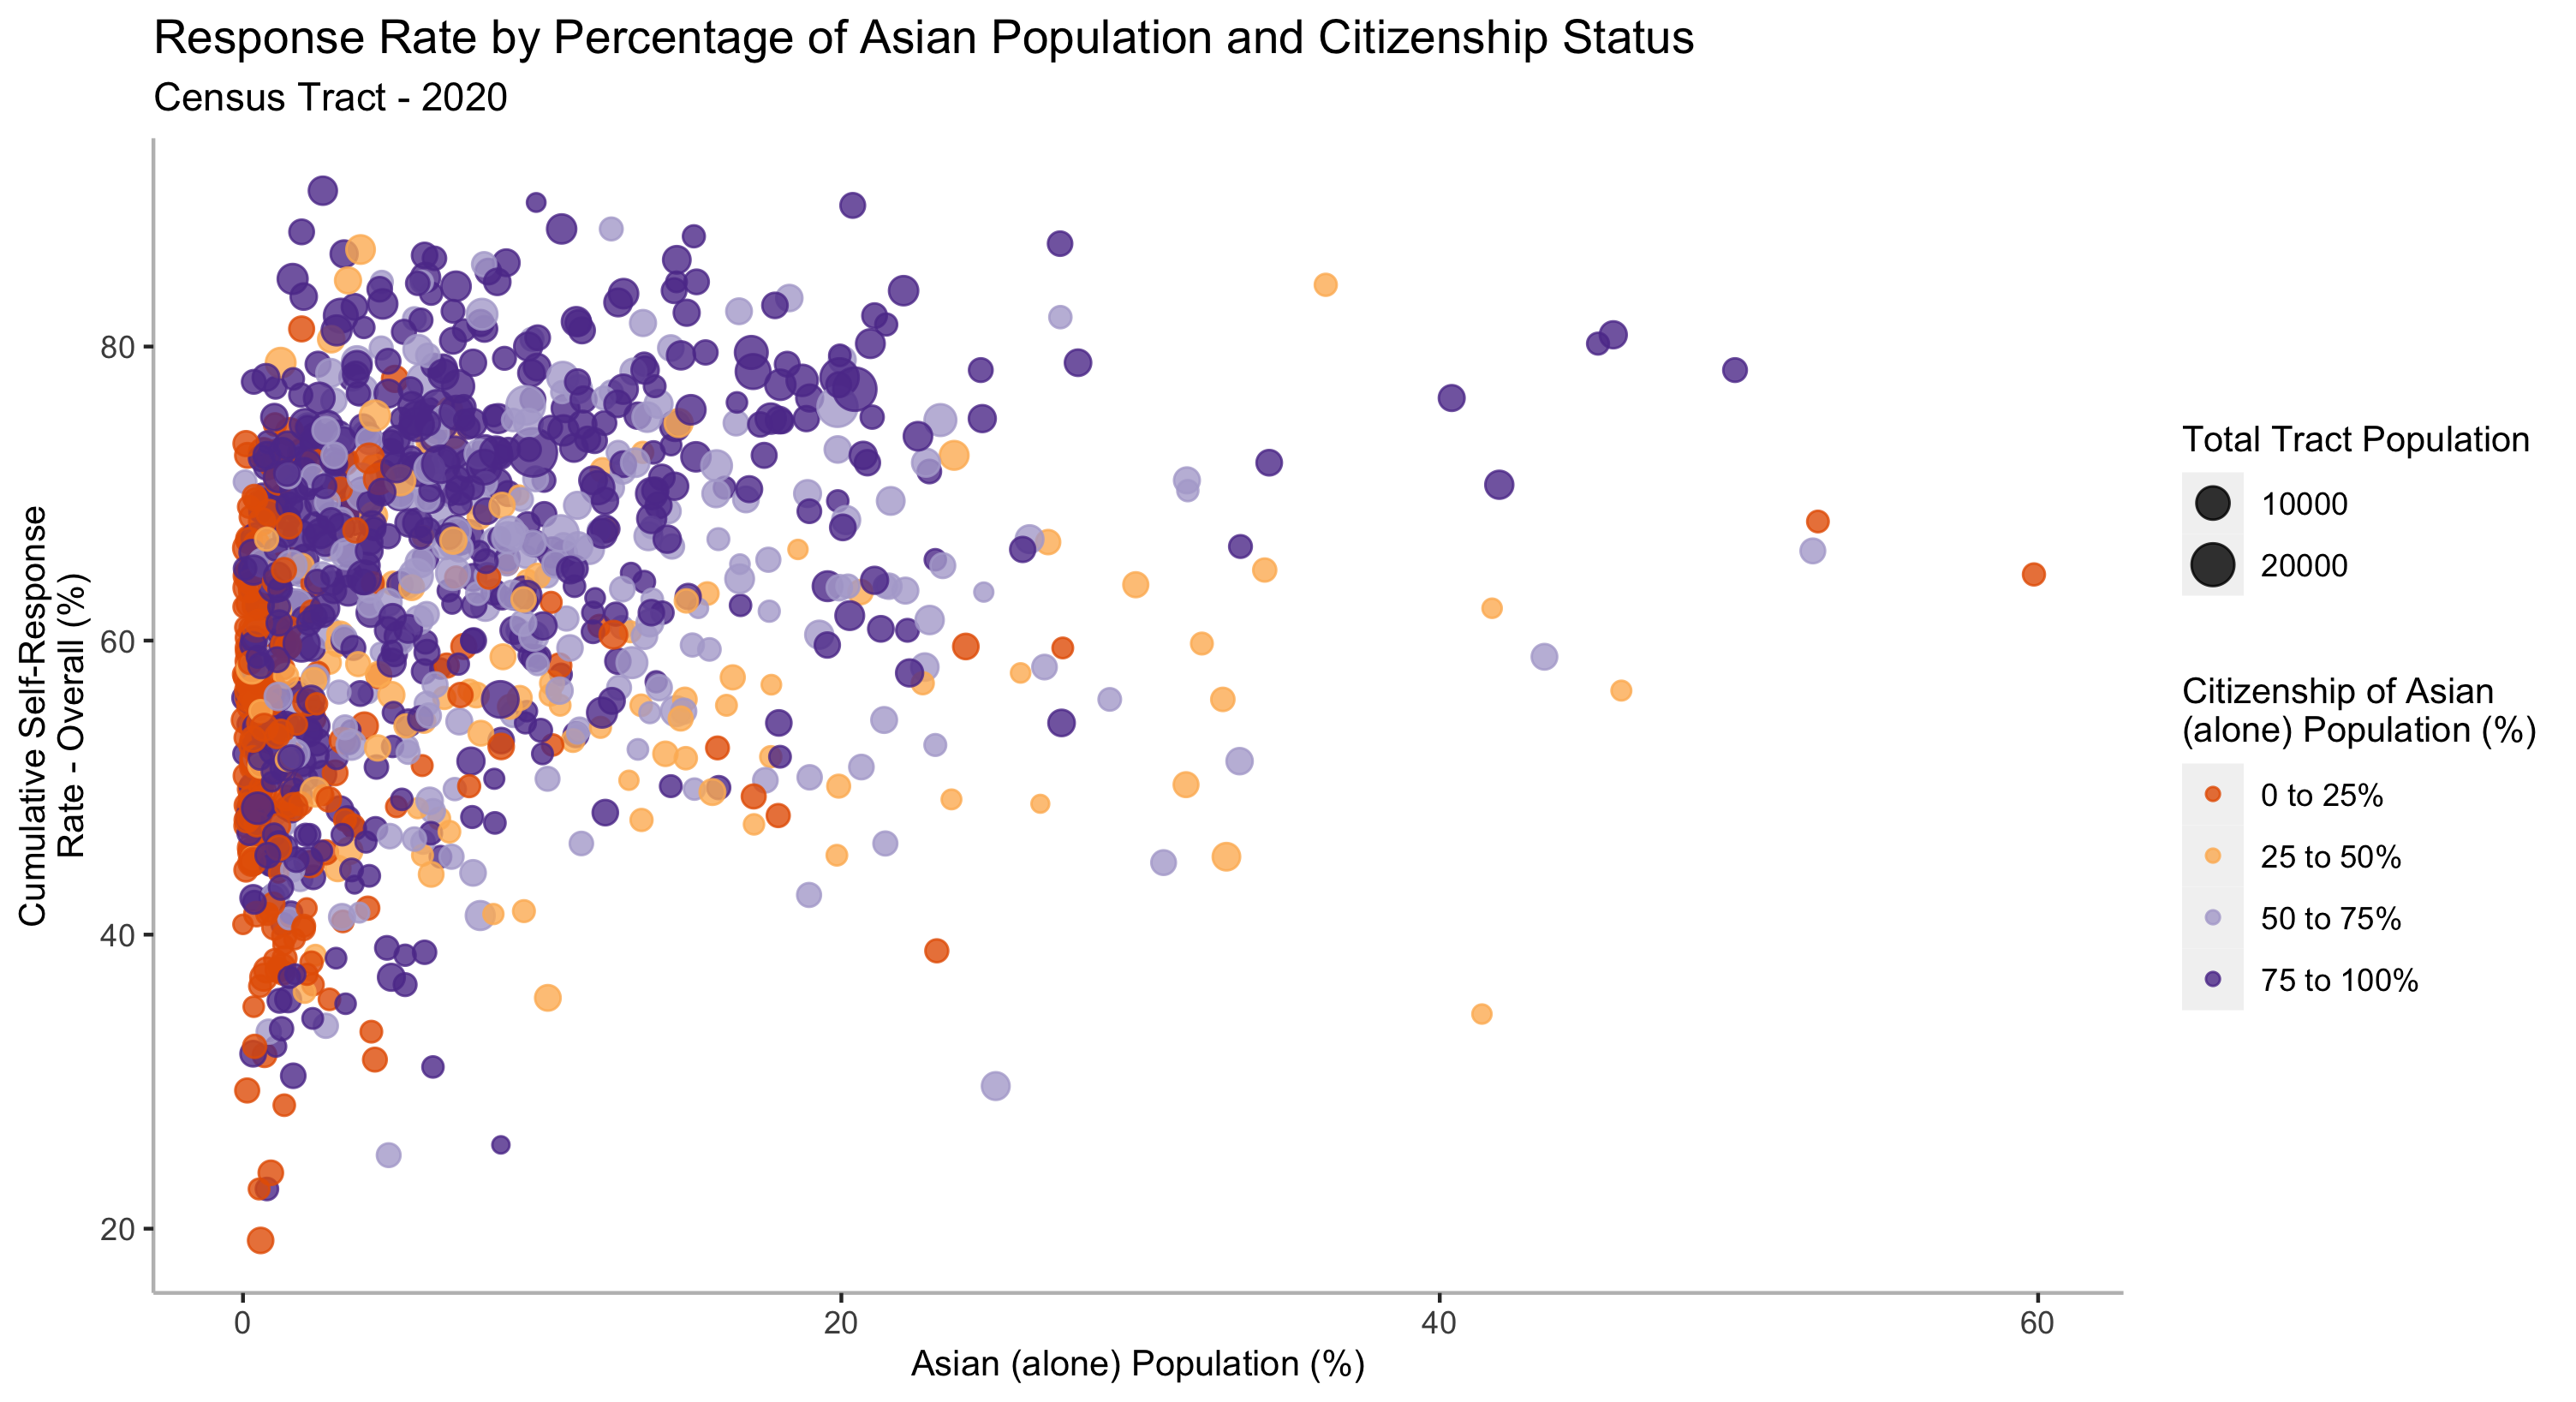 Response Rate by Percentage of Asian Population and Citizenship Status
Census Tract - 2020
Cumulative Self-Response
Rate - Overall (%)
80
60
40
20
0
20
40
60
Asian (alone) Population (%)
Total Tract Population
10000
20000
Citizenship of Asian
(alone) Population (%)
0 to 25%
25 to 50%
50 to 75%
75 to 100%